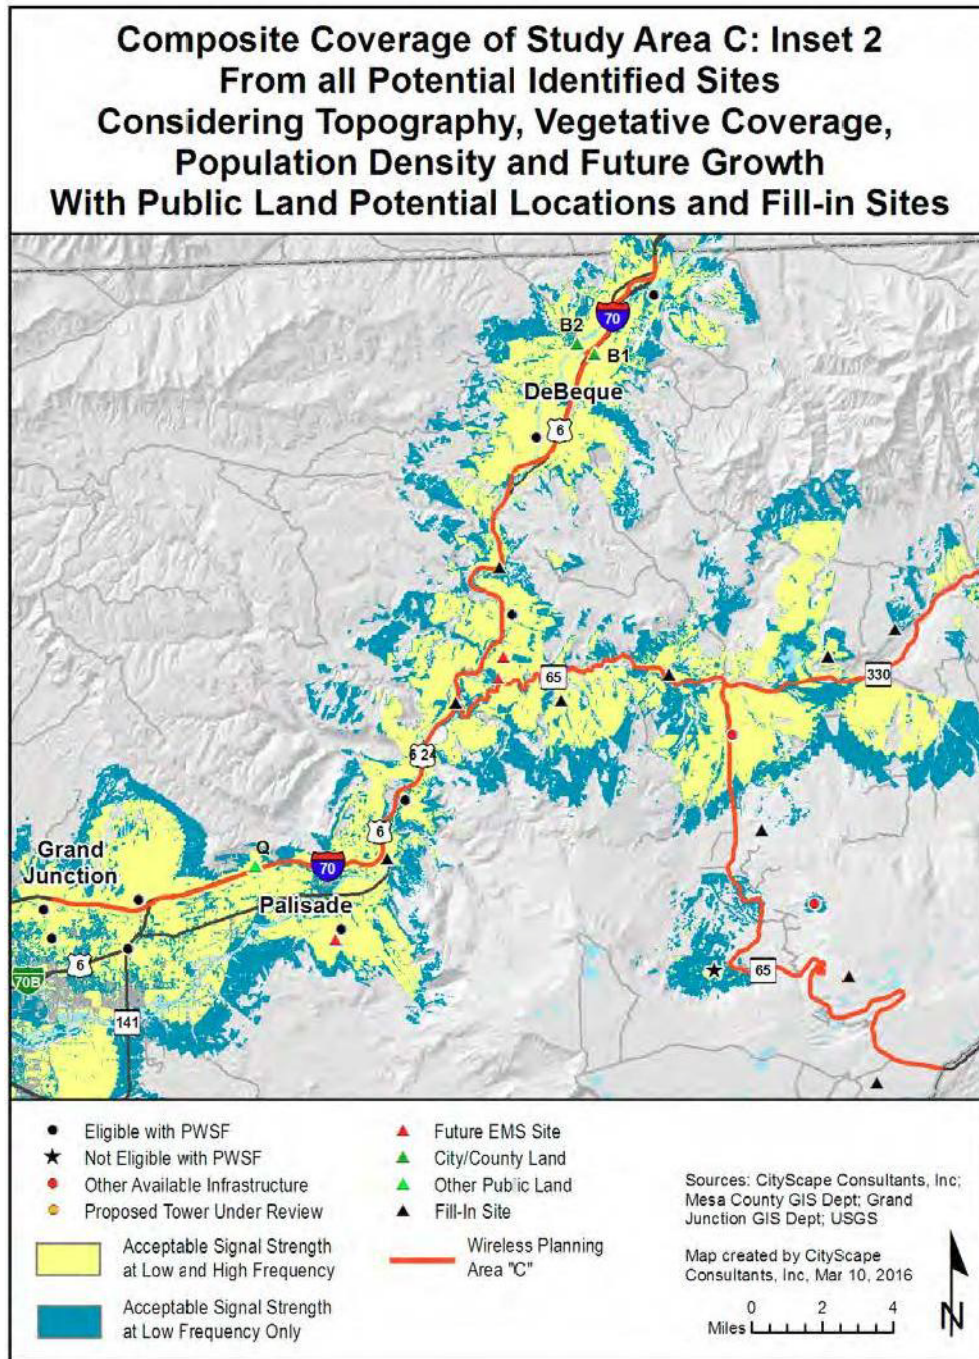 Composite Coverage of Study Area C: Inset 2
From all Potential Identified Sites
Considering Topography, Vegetative Coverage,
Population Density and Future Growth
With Public Land Potential Locations and Fill-in Sites
70
B2
B1
DeBeque
6
65
330
6 24
6
Grand
Junction
Q
70
Palisade
6
70B
65
141
Eligible with PWSF
Not Eligible with PWSF
Other Available Infrastructure
Proposed Tower Under Review
Acceptable Signal Strength
at Low and High Frequency
Acceptable Signal Strength
at Low Frequency Only
Future EMS Site
City/County Land
Other Public Land
Fill-In Site
Wireless Planning
Area "C"
Sources: CityScape Consultants, Inc;
Mesa County GIS Dept; Grand
Junction GIS Dept; USGS
Map created by CityScape
Consultants, Inc, Mar 10, 2016
0 2 4
Miles
N